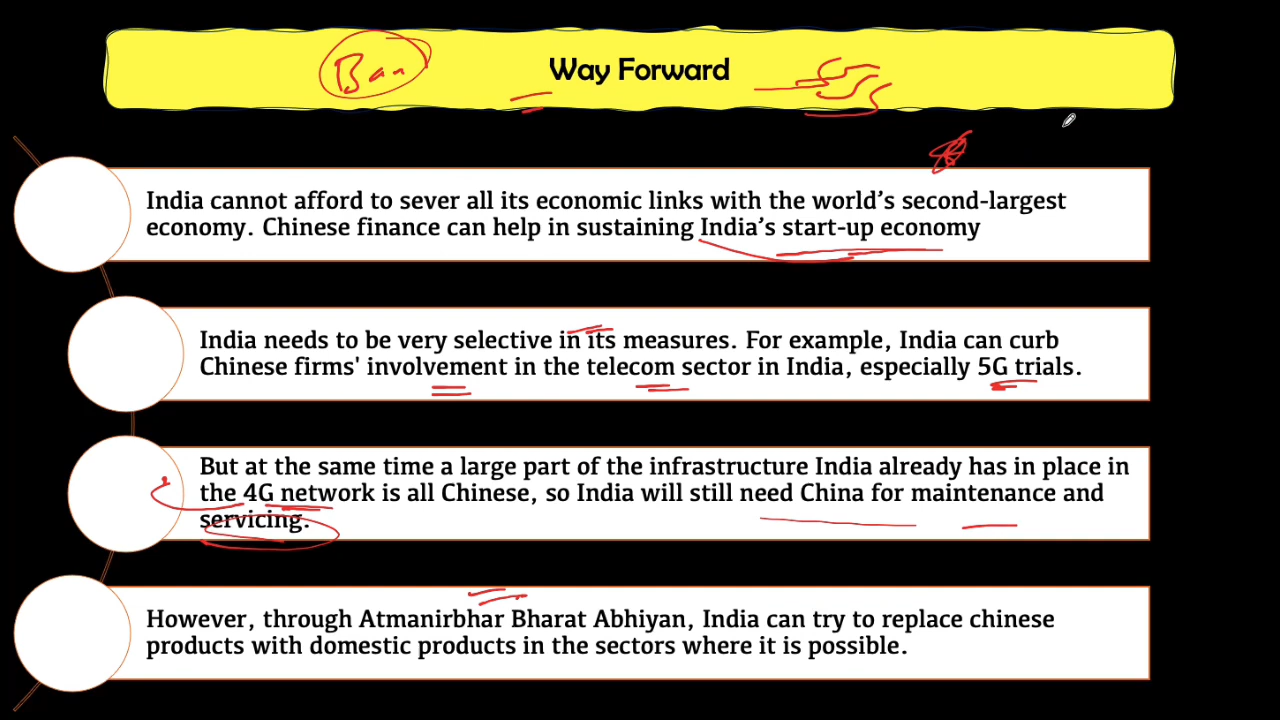 Ban
Way Forward
India cannot afford to sever all its economic links with the world's second-largest
economy. Chinese finance can help in sustaining India's start-up economy
India needs to be very selective in its measures. For example, India can curb
Chinese firms' involvement in the telecom sector in India, especially 5G trials.
But at the same time a large part of the infrastructure India already has in place in
the 4G network is all Chinese, so India will still need China for maintenance and
servicing.
However, through Atmanirbhar Bharat Abhiyan, India can try to replace chinese
products with domestic products in the sectors where it is possible.